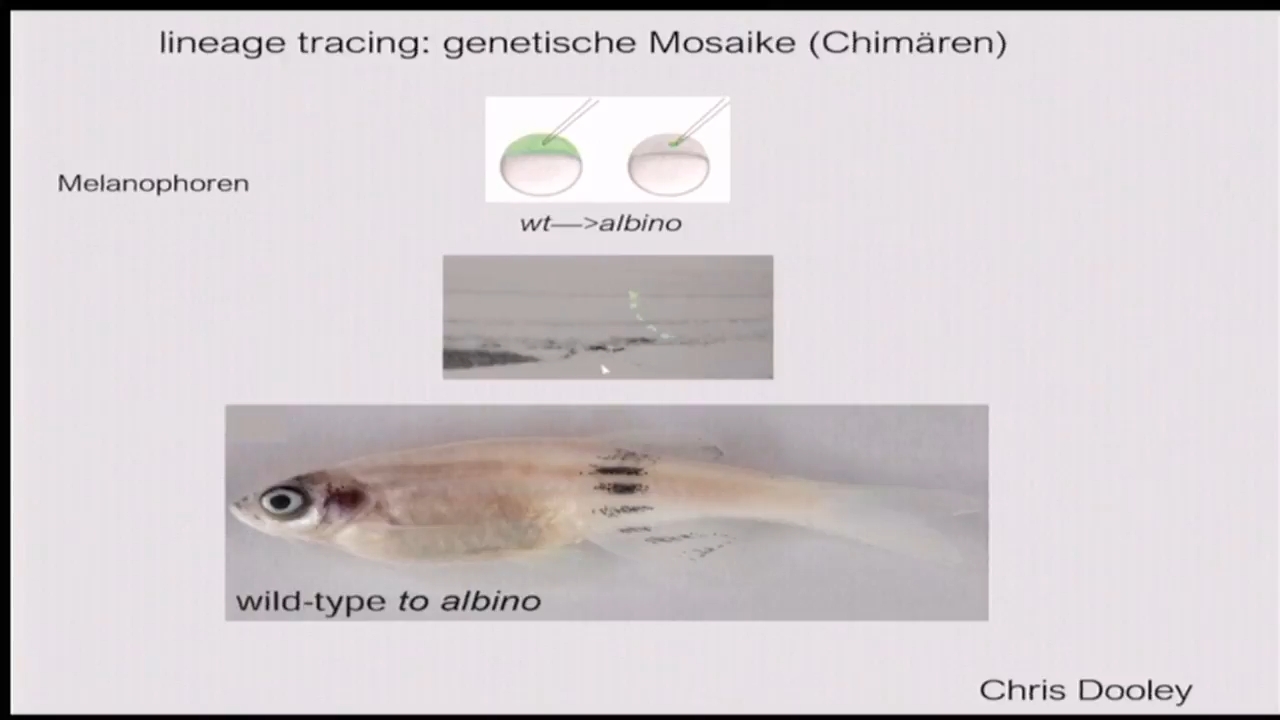 lineage tracing: genetische Mosaike (Chimären)
Melanophoren
wt—>albino
wild-type to albino
Chris Dooley